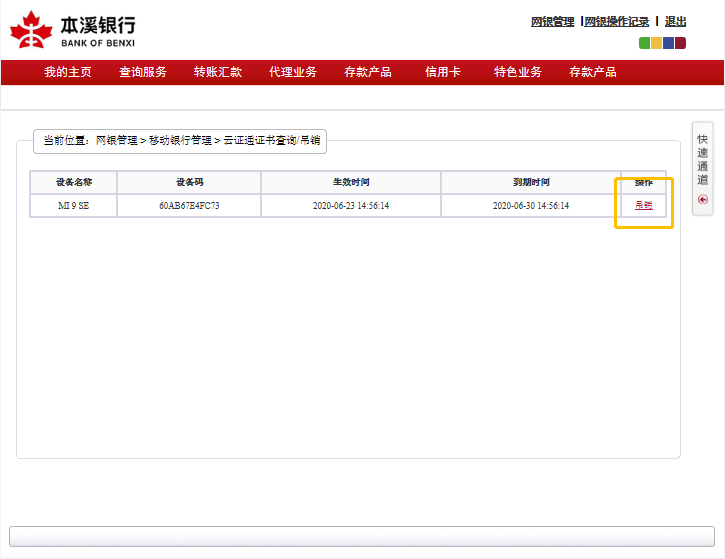 本溪银行
BANK OF BENXI
网银管理 | 网银操作记录 | 退出
我的主页 查询服务 转账汇款 代理业务 存款产品 信用卡 特色业务 存款产品
当前位置：网银管理 > 移动银行管理 > 云证通证书查询/吊销
设备名称 设备码 生效时间 到期时间 操作
MI 9 SE 60AB67E4FC73 2020-06-23 14:56:14 2020-06-30 14:56:14 吊销
快速通道